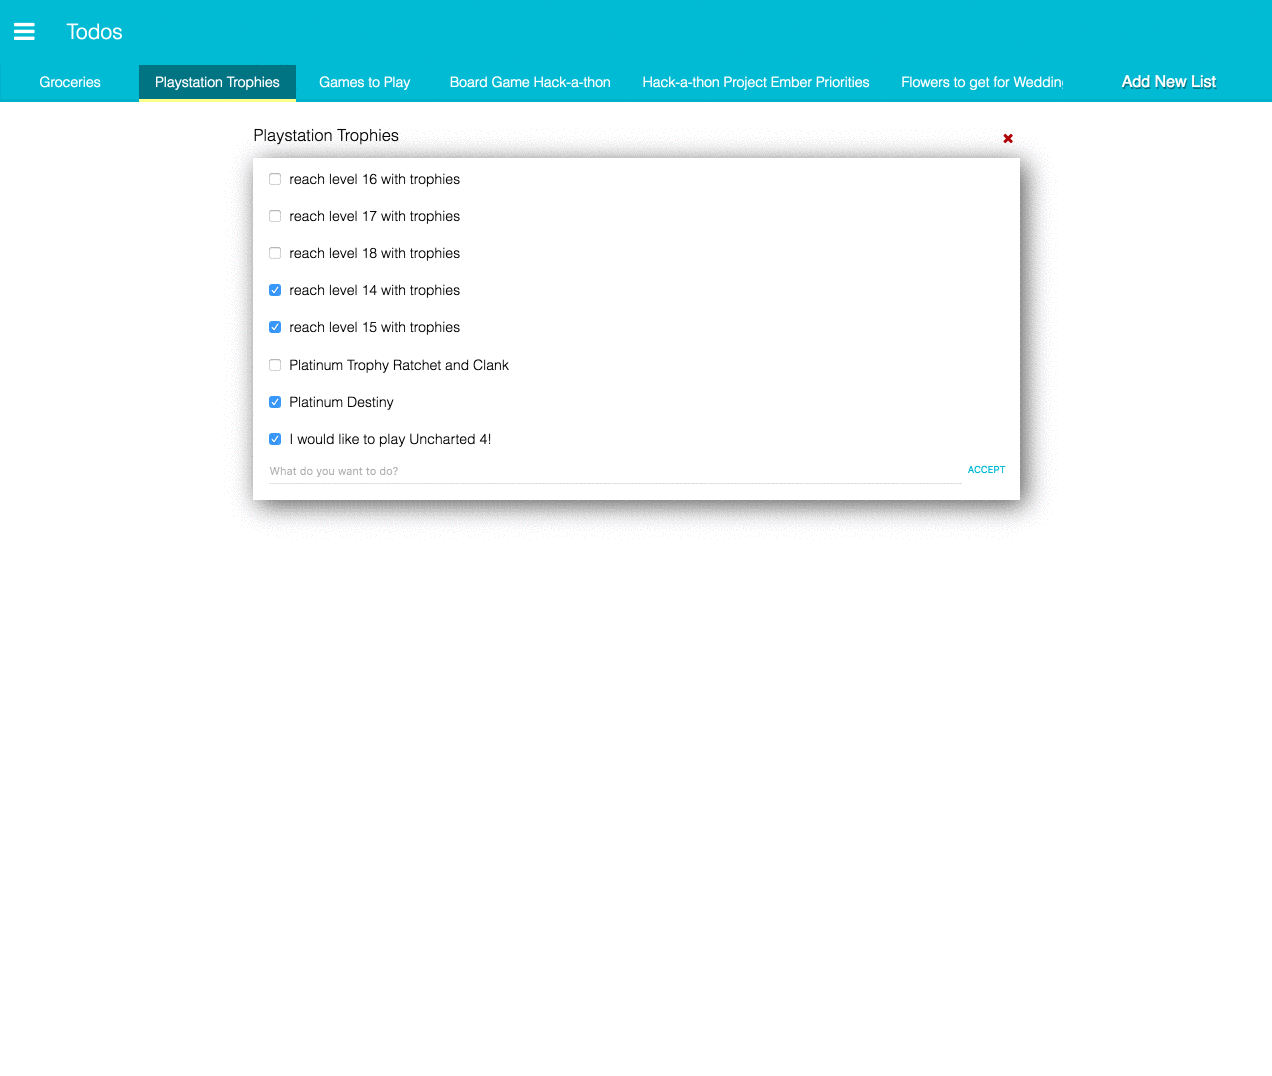 Todos
Groceries Playstation Trophies Games to Play Board Game Hack-a-thon Hack-a-thon Project Ember Priorities Flowers to get for Add New List
Playstation Trophies
reach level 16 with trophies
reach level 17 with trophies
reach level 18 with trophies
reach level 14 with trophies
reach level 15 with trophies
Platinum Trophy Ratchet and Clank
Platinum Destiny
I would like to play Uncharted 4!
What do you want to do? ACCEPT